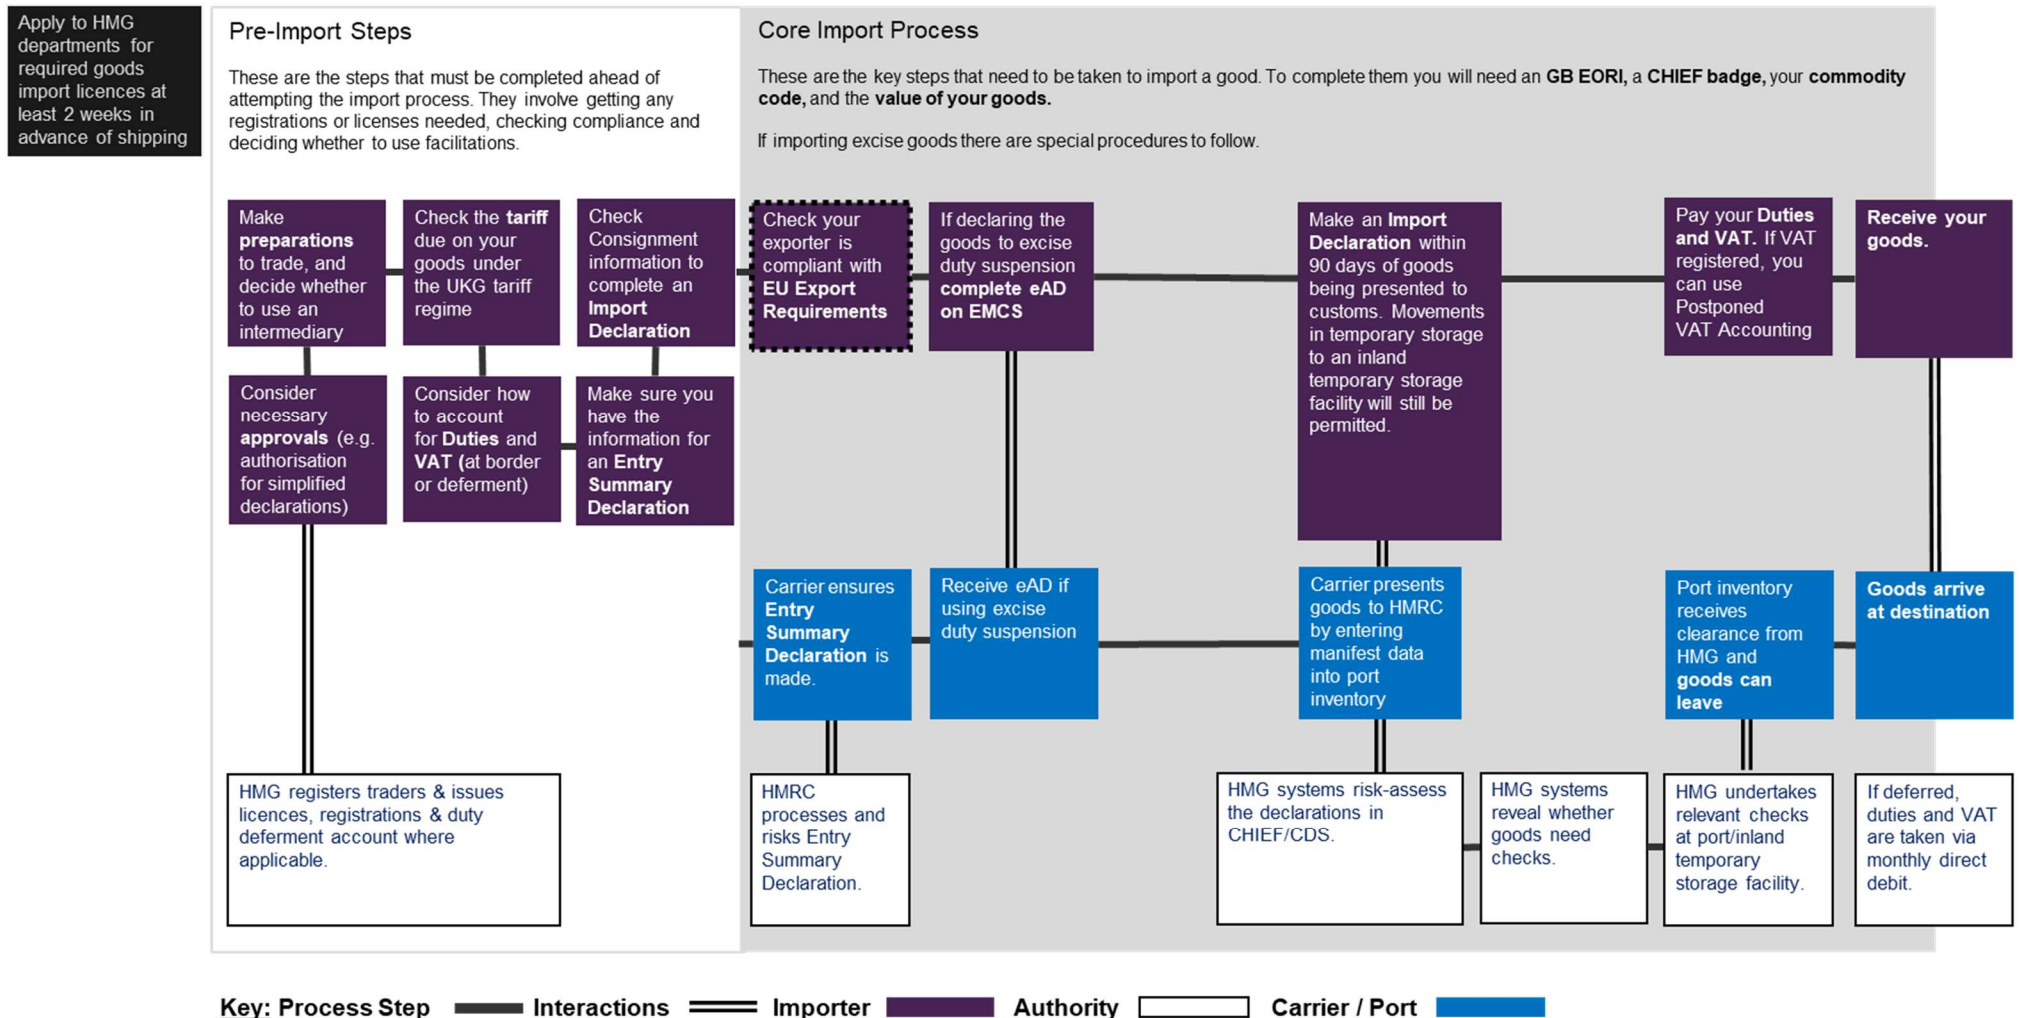 Apply to HMG
departments for
required goods
import licences at
least 2 weeks in
advance of shipping
Pre-Import Steps
These are the steps that must be completed ahead of
attempting the import process. They involve getting any
registrations or licenses needed, checking compliance and
deciding whether to use facilitations.
Core Import Process
These are the key steps that need to be taken to import a good. To complete them you will need an GB EORI, a CHIEF badge, your commodity
code, and the value of your goods.
If importing excise goods there are special procedures to follow.
Make
preparations
to trade, and
decide whether
to use an
intermediary
Check the tariff
due on your
goods under
the UKG tariff
regime
Check
Consignment
information to
complete an
Import
Declaration
Check your
exporter is
compliant with
EU Export
Requirements
If declaring the
goods to excise
duty suspension
complete eAD
on EMCS
Make an Import
Declaration within
90 days of goods
being presented to
customs. Movements
in temporary storage
to an inland
temporary storage
facility will still be
permitted.
Pay your Duties
and VAT. If VAT
registered, you
can use
Postponed
VAT Accounting
Receive your
goods.
Consider
necessary
approvals (e.g.
authorisation
for simplified
declarations)
Consider how
to account
for Duties and
VAT (at border
or deferment)
Make sure you
have the
information for
an Entry
Summary
Declaration
Carrier ensures
Entry
Summary
Declaration is
made.
Receive eAD if
using excise
duty suspension
Carrier presents
goods to HMRC
by entering
manifest data
into port
inventory
Port inventory
receives
clearance from
HMG and
goods can
leave
Goods arrive
at destination
HMG registers traders & issues
licences, registrations & duty
deferment account where
applicable.
HMRC
processes and
risks Entry
Summary
Declaration.
HMG systems risk-assess
the declarations in
CHIEF/CDS.
HMG systems
reveal whether
goods need
checks.
HMG undertakes
relevant checks
at port/inland
temporary
storage facility.
If deferred,
duties and VAT
are taken via
monthly direct
debit.
Key: Process Step Interactions Importer Authority Carrier / Port